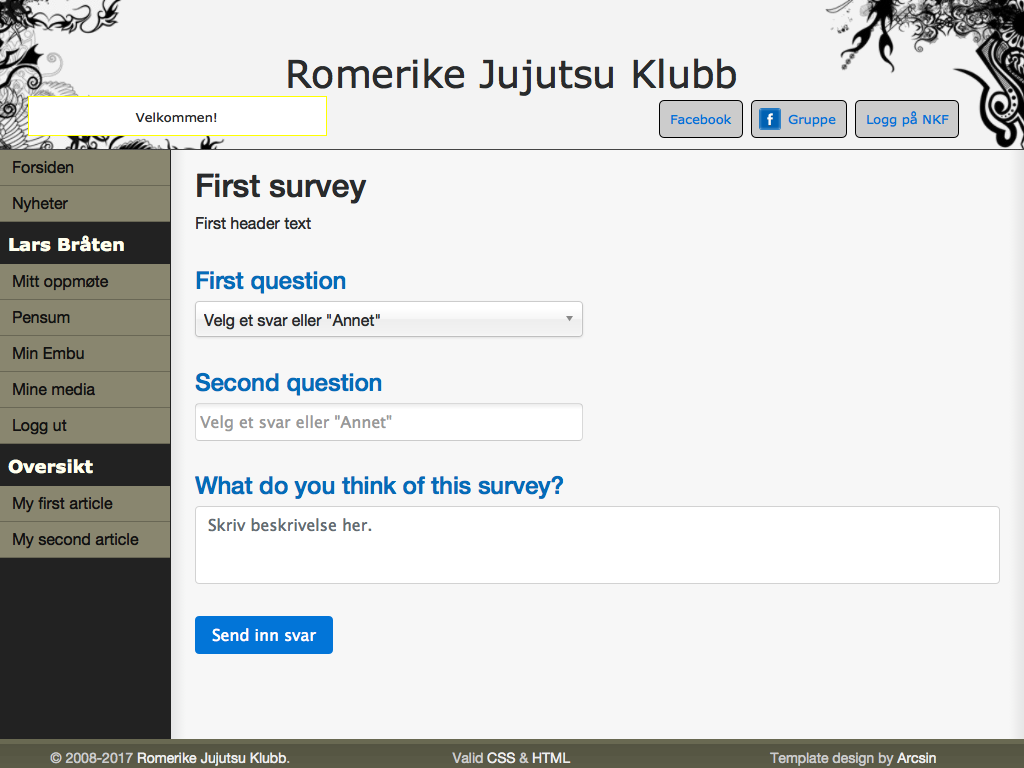 Romerike Jujutsu Klubb
Velkommen!
Facebook
f Gruppe
Logg på NKF
Forsiden
Nyheter
Lars Bråten
Mitt oppmøte
Pensum
Min Embu
Mine media
Logg ut
Oversikt
My first article
My second article
First survey
First header text
First question
Velg et svar eller "Annet"
Second question
Velg et svar eller "Annet"
What do you think of this survey?
Skriv beskrivelse her.
Send inn svar
© 2008-2017 Romerike Jujutsu Klubb.
Valid CSS & HTML
Template design by Arcsin